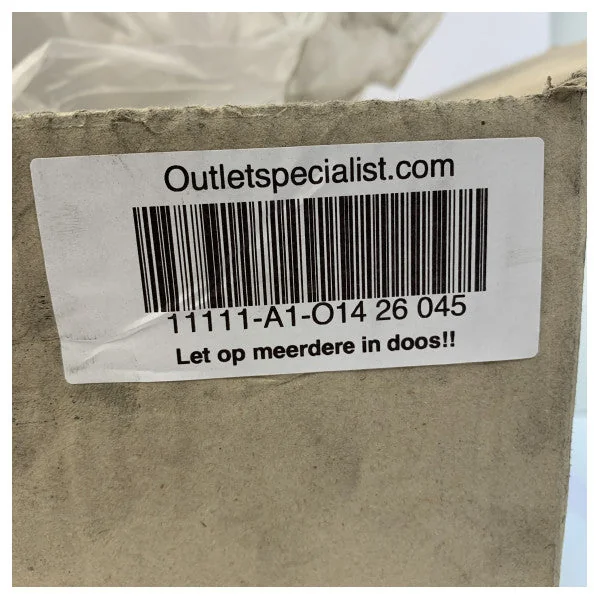 Outletspecialist.com
11111-A1-O14 26 045
Let op meerdere in doos!!